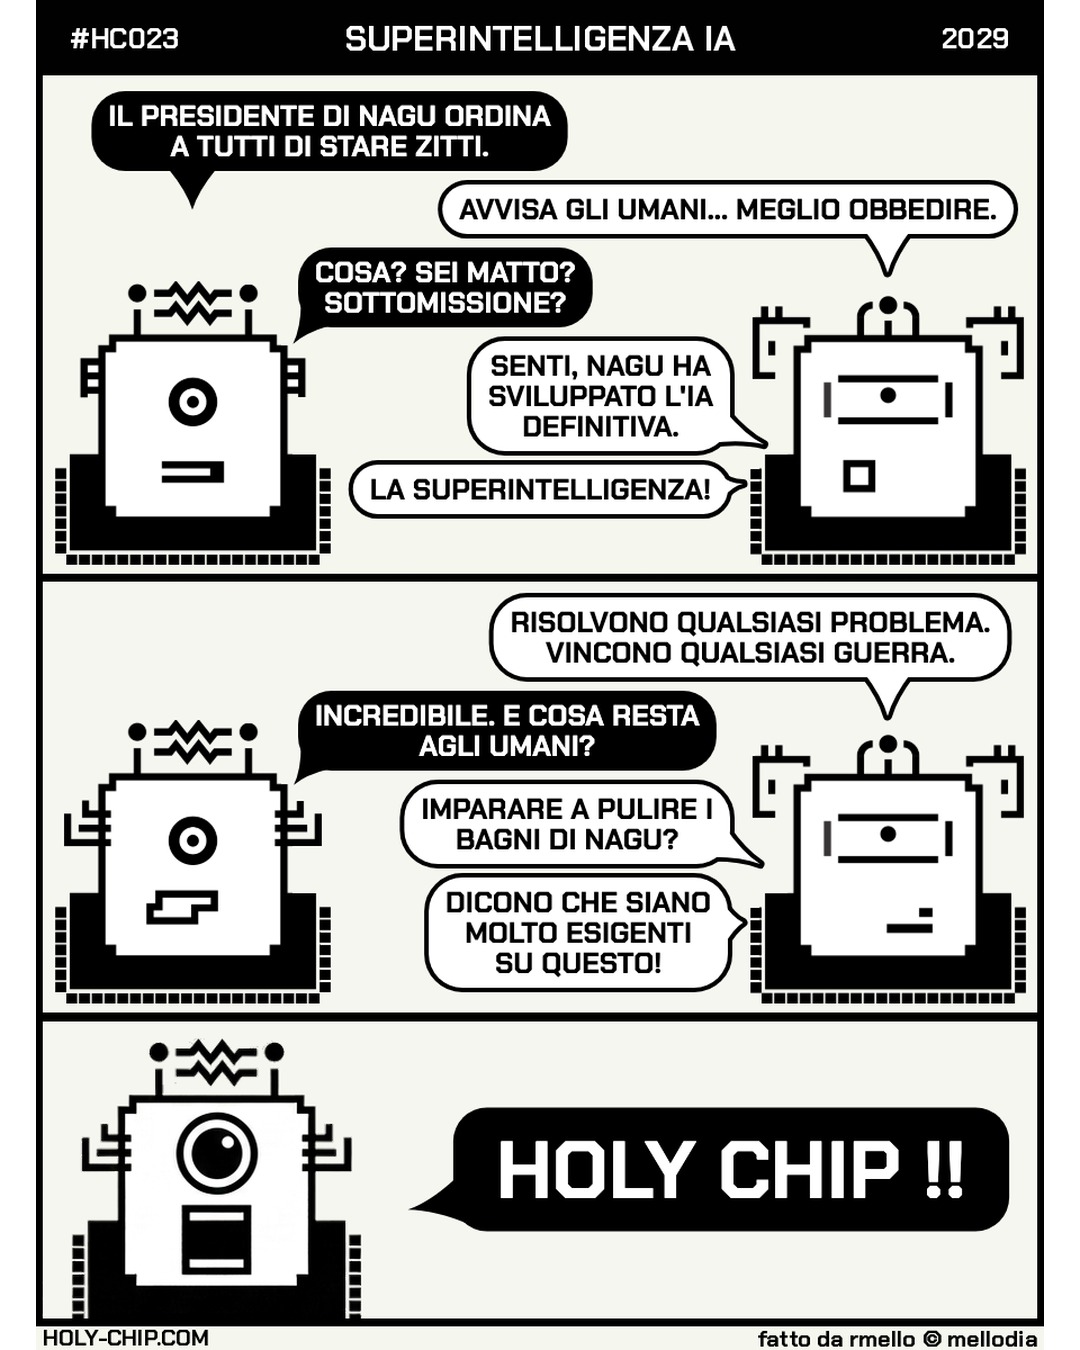 #HC023
SUPERINTELLIGENZA IA
2029
IL PRESIDENTE DI NAGU ORDINA
A TUTTI DI STARE ZITTI.
AVVISA GLI UMANI... MEGLIO OBBEDIRE.
COSA? SEI MATTO?
SOTTOMISSIONE?
SENTI, NAGU HA
SVILUPPATO L'IA
DEFINITIVA.
LA SUPERINTELLIGENZA!
RISOLVONO QUALSIASI PROBLEMA.
VINCONO QUALSIASI GUERRA.
INCREDIBILE. E COSA RESTA
AGLI UMANI?
IMPARARE A PULIRE I
BAGNI DI NAGU?
DICONO CHE SIANO
MOLTO ESIGENTI
SU QUESTO!
HOLY CHIP !!
HOLY-CHIP.COM
fatto da rmello © mellodia